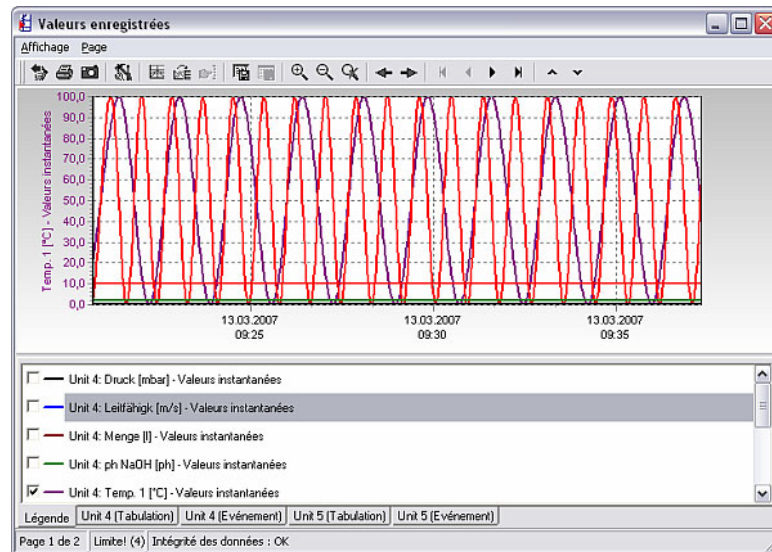 Valeurs enregistrées
Affichage Page
Temp. 1 [°C] - Valeurs instantanées
100,0
90,0
80,0
70,0
60,0
50,0
40,0
30,0
20,0
10,0
0,0
13.03.2007 13.03.2007 13.03.2007
09:25 09:30 09:35
Unit 4: Druck [mbar] - Valeurs instantanées
Unit 4: Leitfähigk [m/s] - Valeurs instantanées
Unit 4: Menge [l] - Valeurs instantanées
Unit 4: ph NaOH [ph] - Valeurs instantanées
Unit 4: Temp. 1 [°C] - Valeurs instantanées
Légende Unit 4 (Tabulation) Unit 4 (Evénement) Unit 5 (Tabulation) Unit 5 (Evénement)
Page 1 de 2 Limite! (4) Intégrité des données : OK